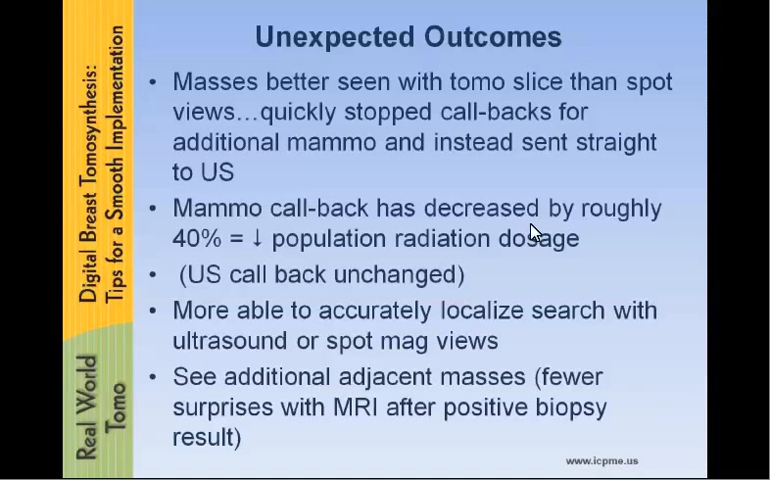 Digital Breast Tomosynthesis:
Tips for a Smooth Implementation
Real World
Tomo
Unexpected Outcomes
• Masses better seen with tomo slice than spot
views…quickly stopped call-backs for
additional mammo and instead sent straight
to US
• Mammo call-back has decreased by roughly
40% = ↓ population radiation dosage
• (US call back unchanged)
• More able to accurately localize search with
ultrasound or spot mag views
• See additional adjacent masses (fewer
surprises with MRI after positive biopsy
result)
www.icpme.us